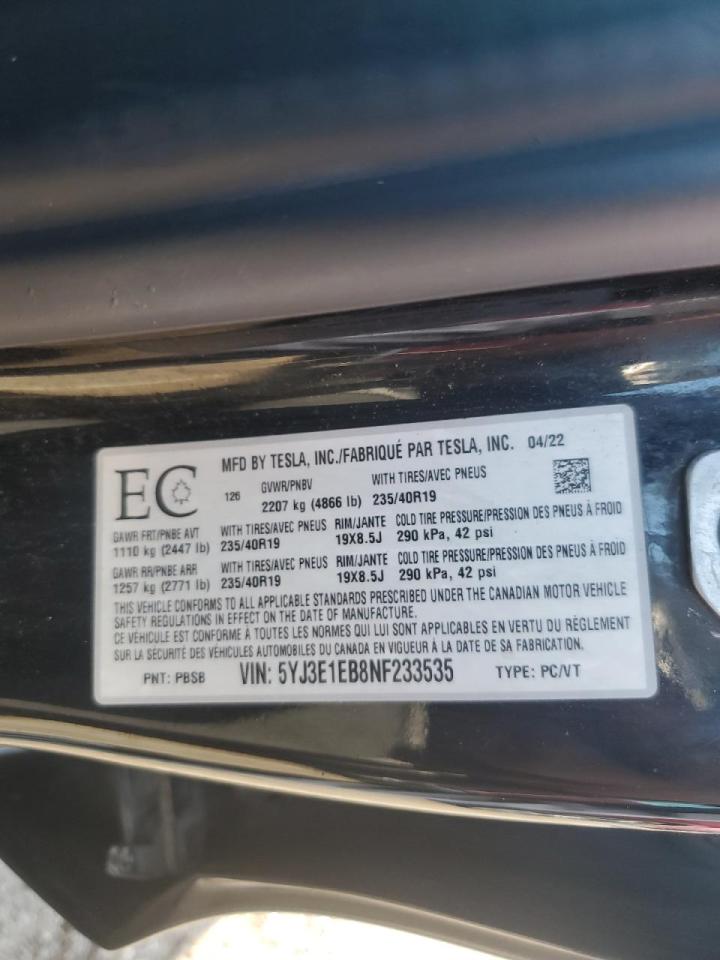 EC
MFD BY TESLA, INC./FABRIQUÉ PAR TESLA, INC. 04/22
126 GVWR/PNBV WITH TIRES/AVEC PNEUS
2207 kg (4866 lb) 235/40R19
GAWR FRT/PNBE AVT WITH TIRES/AVEC PNEUS RIM/JANTE COLD TIRE PRESSURE/PRESSION DES PNEUS À FROID
1110 kg (2447 lb) 235/40R19 19X8.5J 290 kPa, 42 psi
GAWR RR/PNBE ARR WITH TIRES/AVEC PNEUS RIM/JANTE COLD TIRE PRESSURE/PRESSION DES PNEUS À FROID
1257 kg (2771 lb) 235/40R19 19X8.5J 290 kPa, 42 psi
THIS VEHICLE CONFORMS TO ALL APPLICABLE STANDARDS PRESCRIBED UNDER THE CANADIAN MOTOR VEHICLE
SAFETY REGULATIONS IN EFFECT ON THE DATE OF MANUFACTURE.
CE VÉHICULE EST CONFORME À TOUTES LES NORMES QUI LUI SONT APPLICABLES EN VERTU DU RÈGLEMENT
SUR LA SÉCURITÉ DES VÉHICULES AUTOMOBILES DU CANADA EN VIGUEUR À LA DATE DE SA FABRICATION.
PNT: PBSB VIN: 5YJ3E1EB8NF233535 TYPE: PC/VT